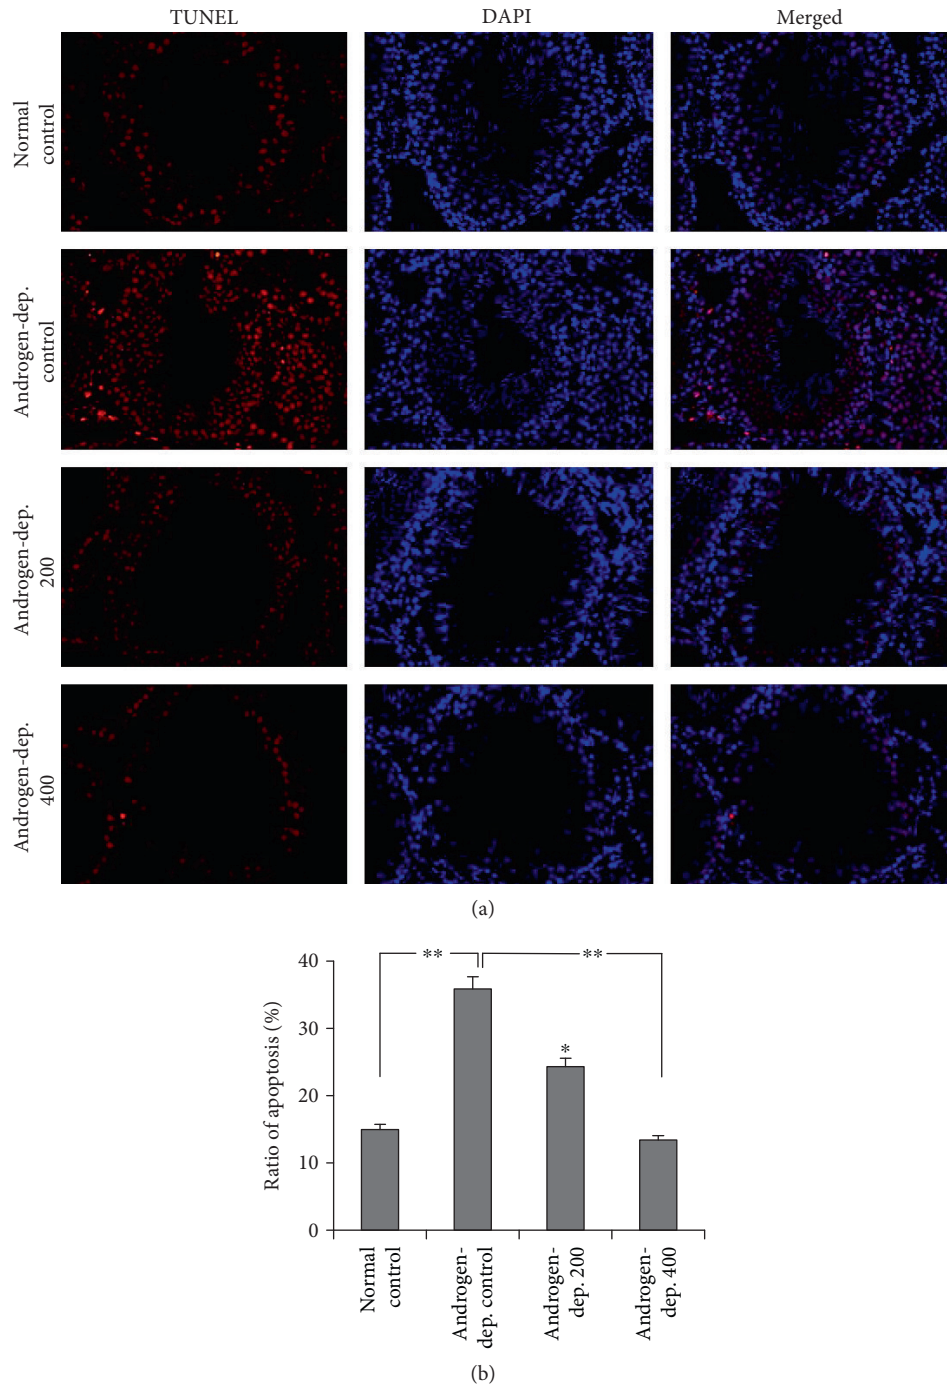 TUNEL
DAPI
Merged
Normal
control
Androgen-dep.
control
Androgen-dep.
200
Androgen-dep.
400
(a)
**
**
*
Ratio of apoptosis (%)
40
30
20
10
0
Normal
control
Androgen-
dep. control
Androgen-
dep. 200
Androgen-
dep. 400
(b)